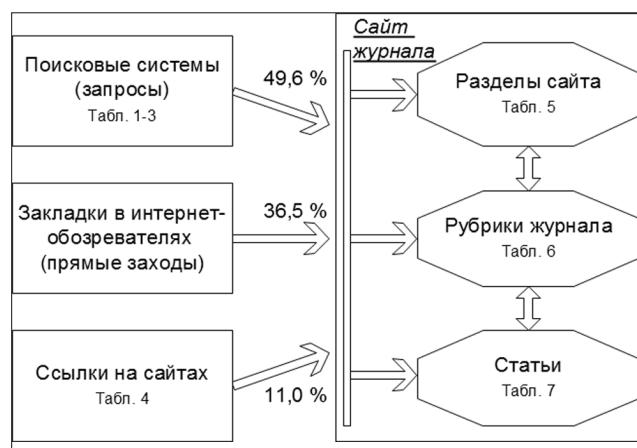 Поисковые системы
(запросы)
Табл. 1-3
49,6 %
Закладки в интернет-
обозревателях
(прямые заходы)
36,5 %
Ссылки на сайтах
Табл. 4
11,0 %
Сайт
журнала
Разделы сайта
Табл. 5
Рубрики журнала
Табл. 6
Статьи
Табл. 7